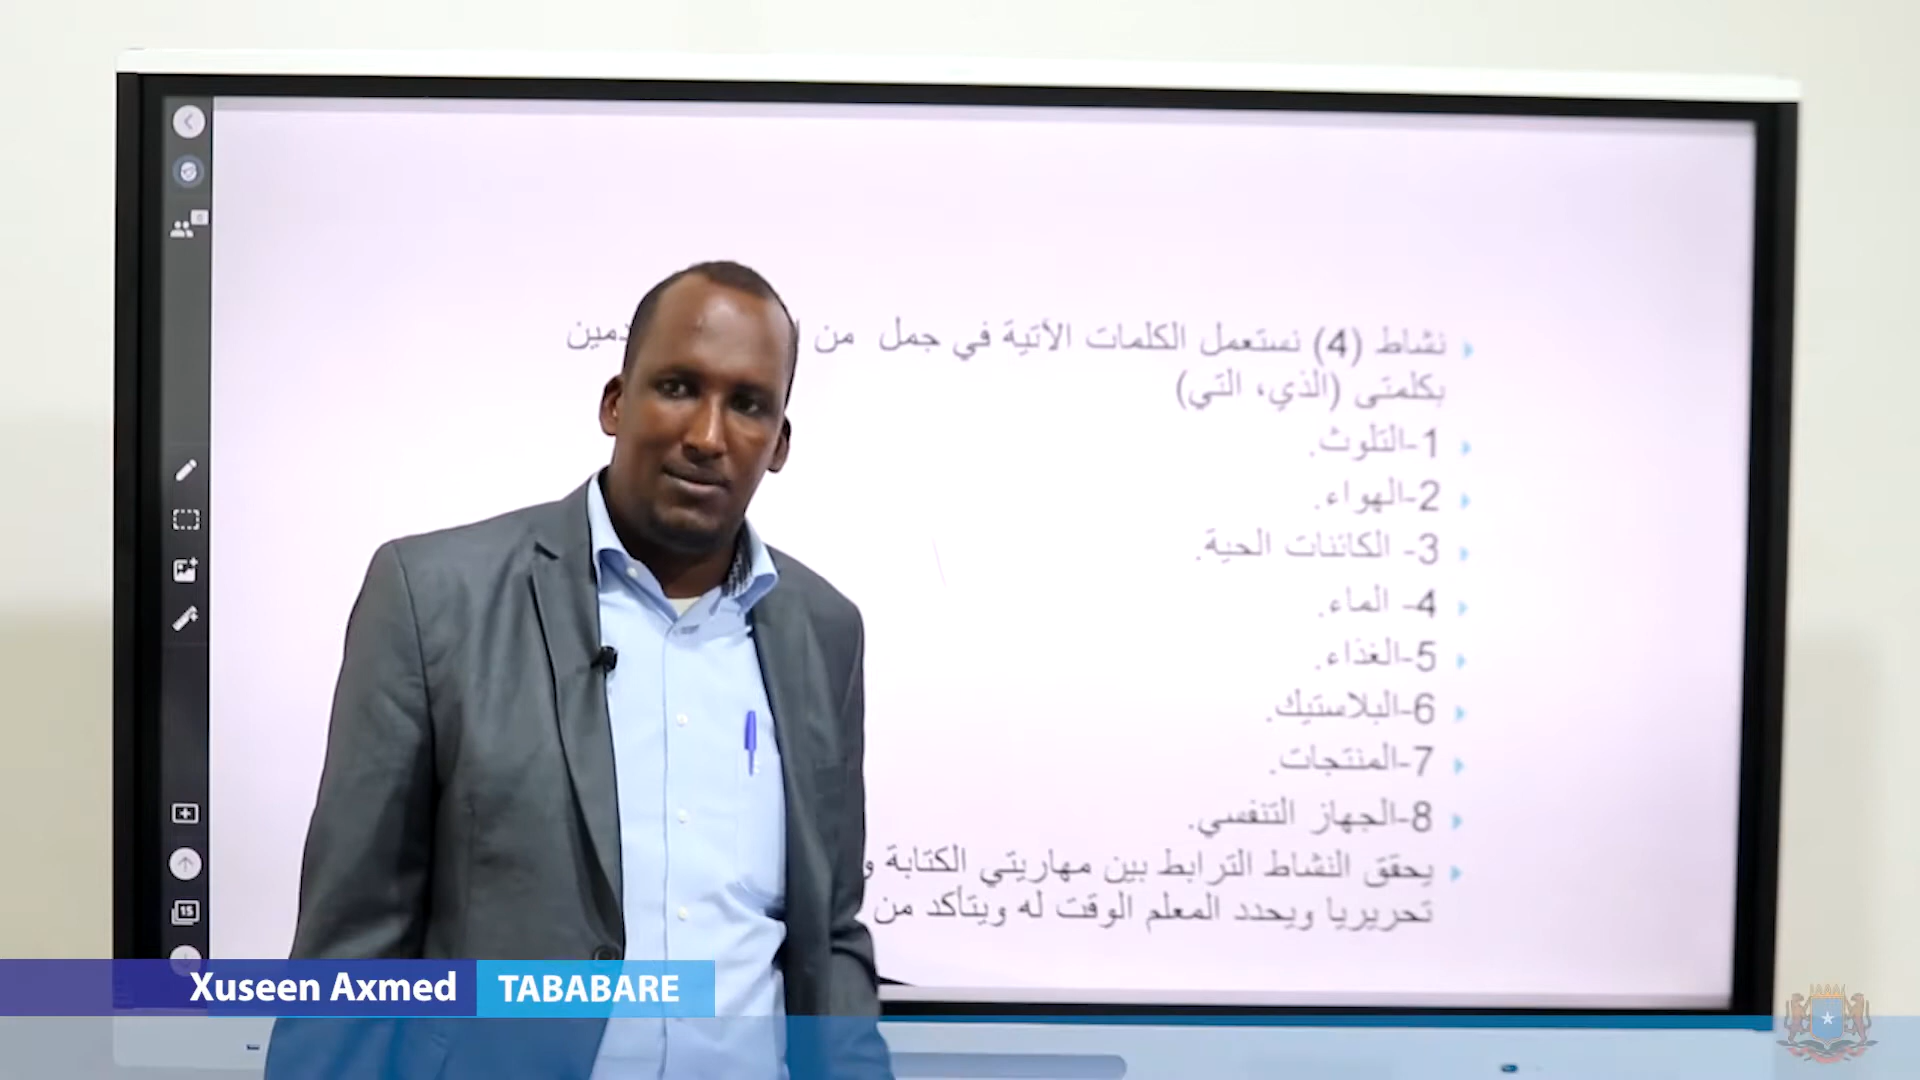 نشاط (4) نستعمل الكلمات الآتية في جمل من
بكلمتى (الذي، التي)
1-التلوث.
2-الهواء.
3- الكائنات الحية.
4- الماء.
5-الغذاء.
6-البلاستيك.
7-المنتجات.
8-الجهاز التنفسي.
يحقق النشاط الترابط بين مهاريتي الكتابة و
تحريريا ويحدد المعلم الوقت له ويتأكد من
15
Xuseen Axmed TABABARE